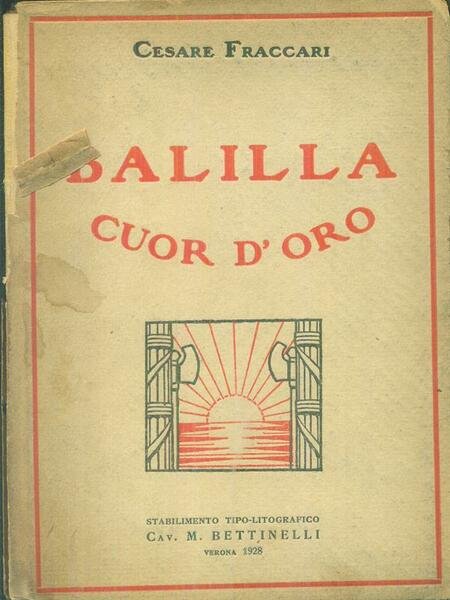 CESARE FRACCARI
BALILLA
CUOR D'ORO
STABILIMENTO TIPO-LITOGRAFICO
CAV. M. BETTINELLI
VERONA 1928